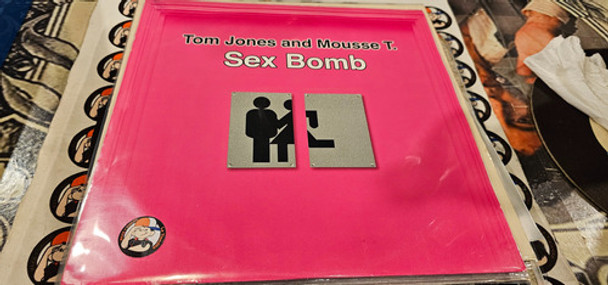 Tom Jones and Mousse T.
Sex Bomb